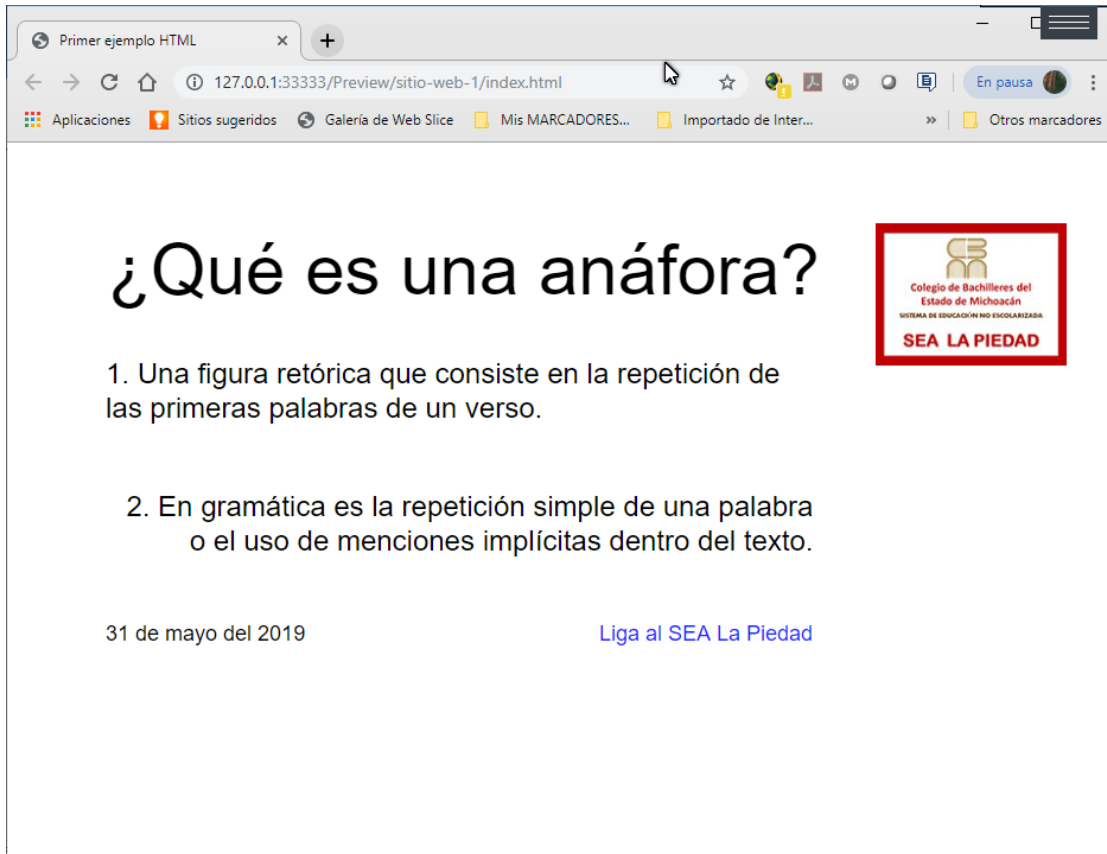 Primer ejemplo HTML
127.0.0.1:33333/Preview/sitio-web-1/index.html
En pausa
Aplicaciones Sitios sugeridos Galería de Web Slice Mis MARCADORES... Importado de Inter... » Otros marcadores
¿Qué es una anáfora?
Colegio de Bachilleres del
Estado de Michoacán
SISTEMA DE EDUCACIÓN NO ESCOLARIZADA
SEA LA PIEDAD
1. Una figura retórica que consiste en la repetición de
las primeras palabras de un verso.
2. En gramática es la repetición simple de una palabra
o el uso de menciones implícitas dentro del texto.
31 de mayo del 2019 Liga al SEA La Piedad